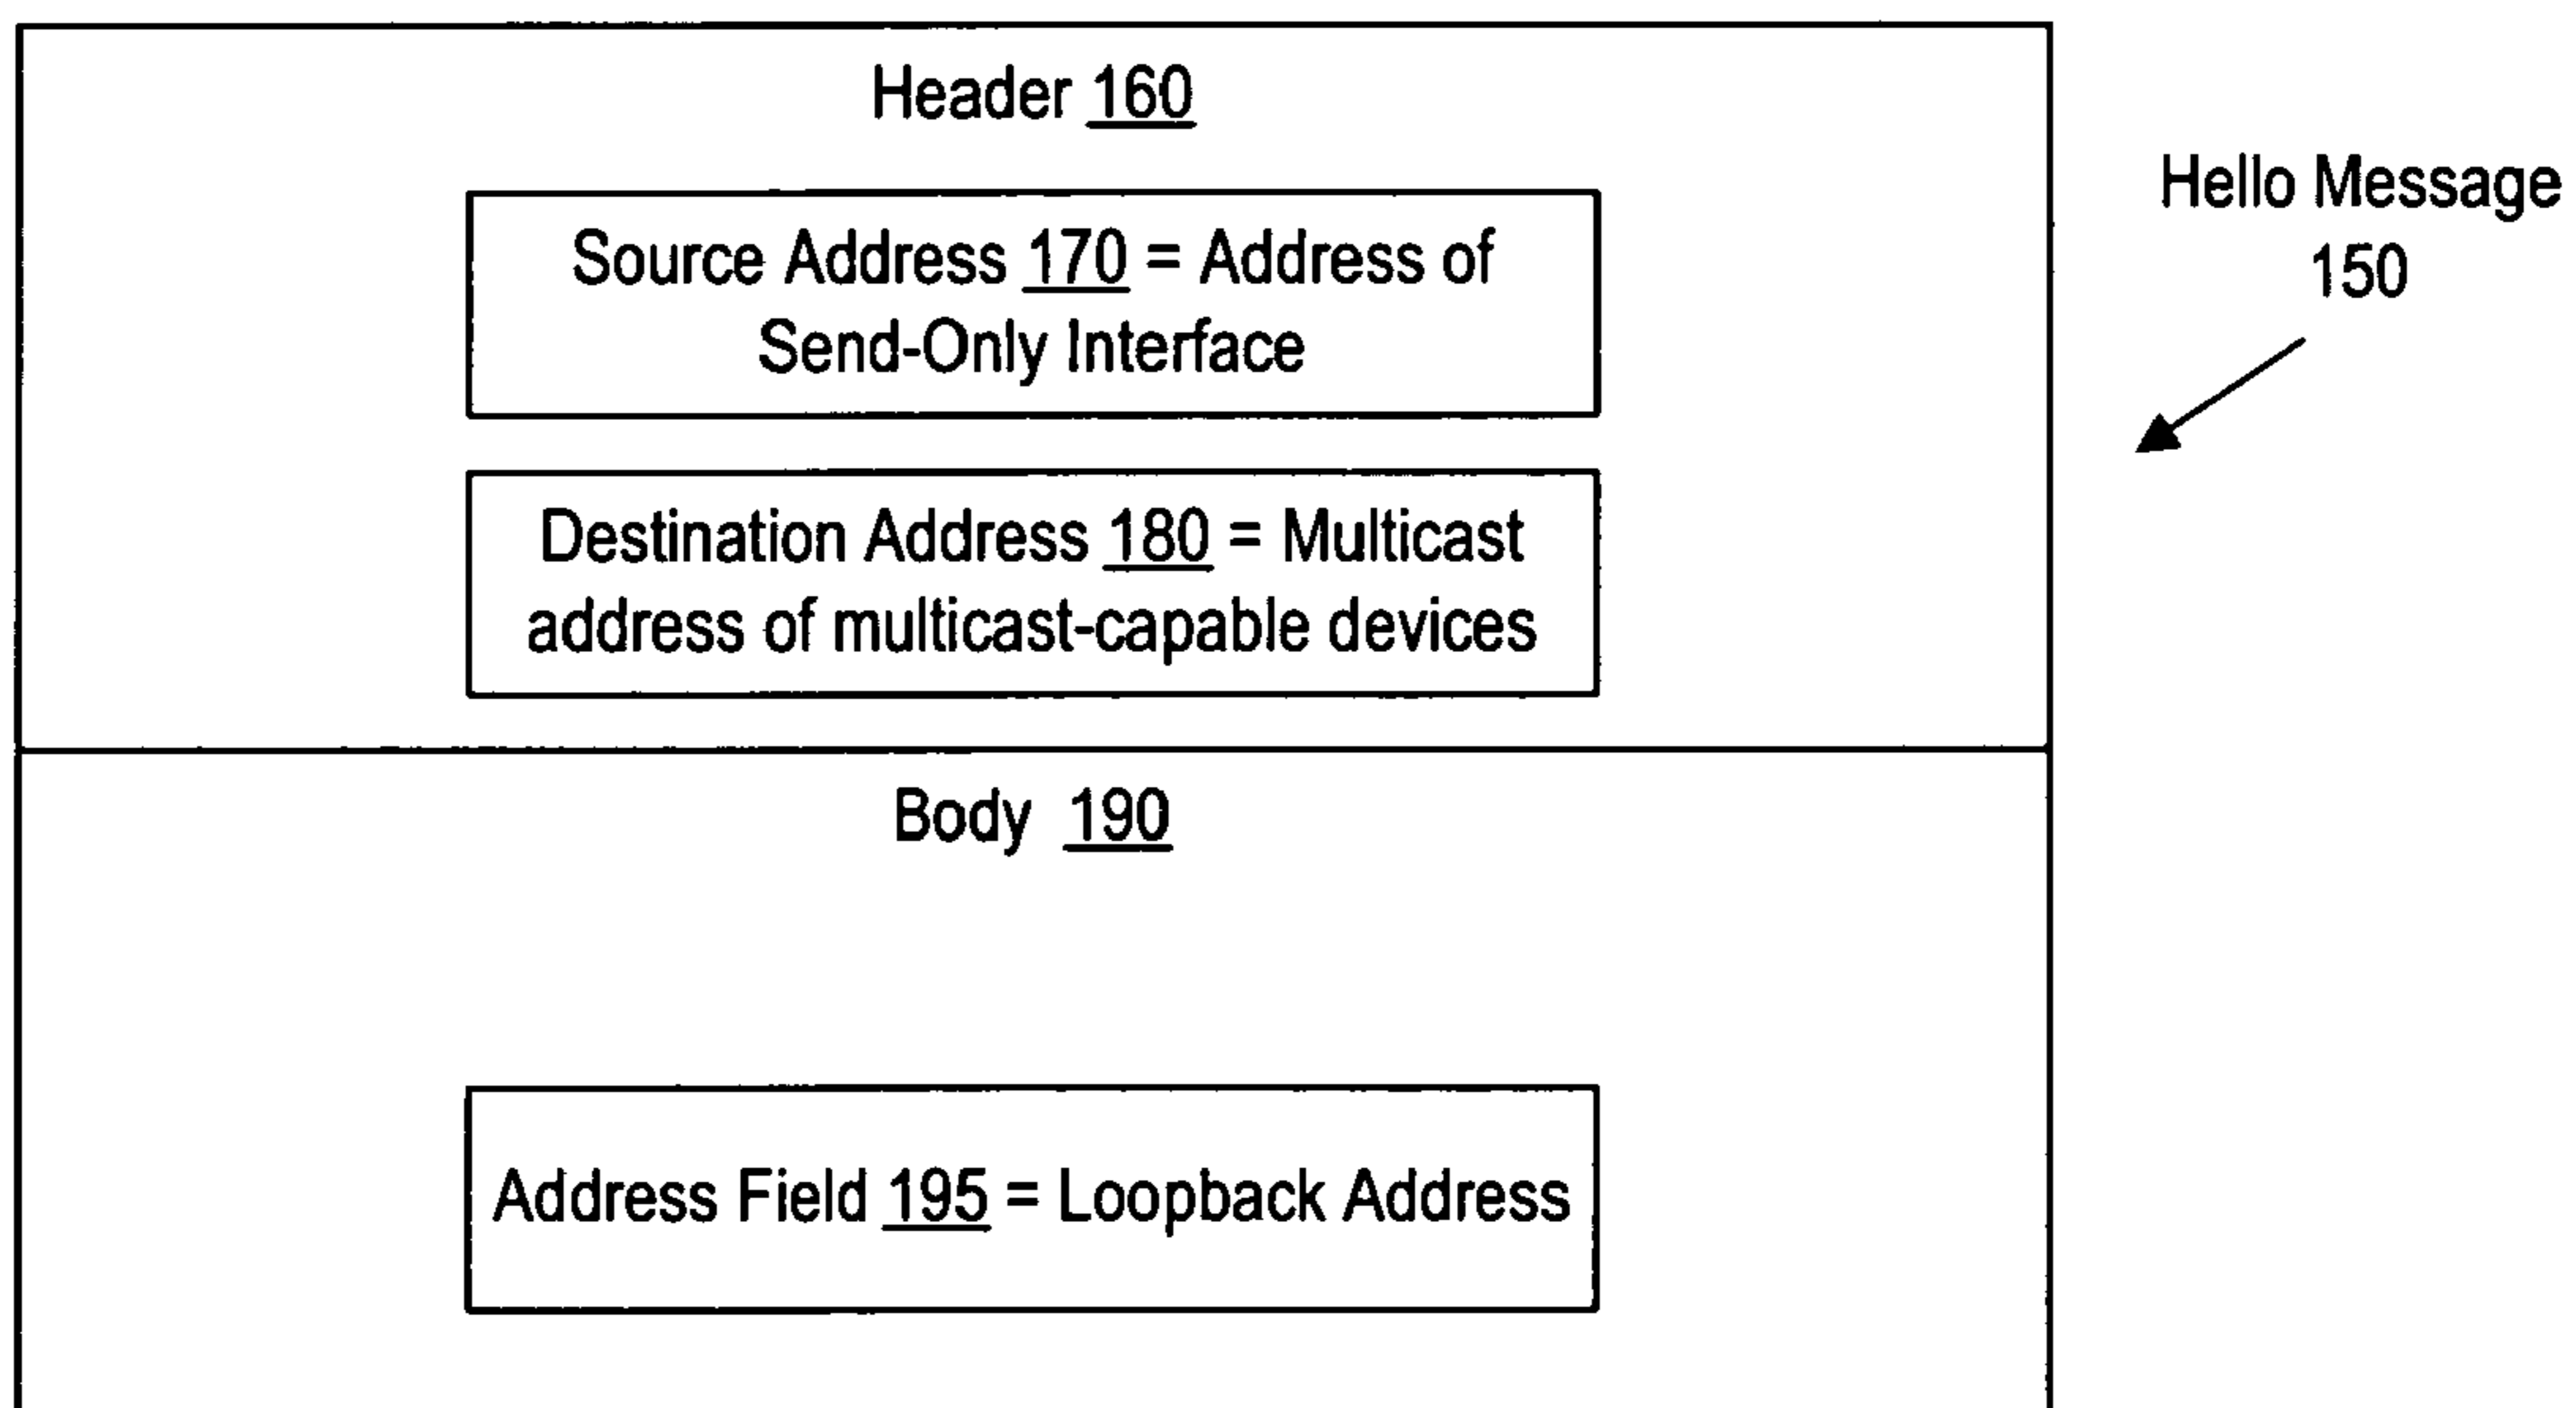 Header 160
Source Address 170 = Address of
Send-Only Interface
Destination Address 180 = Multicast
address of multicast-capable devices
Body 190
Address Field 195 = Loopback Address
Hello Message
150